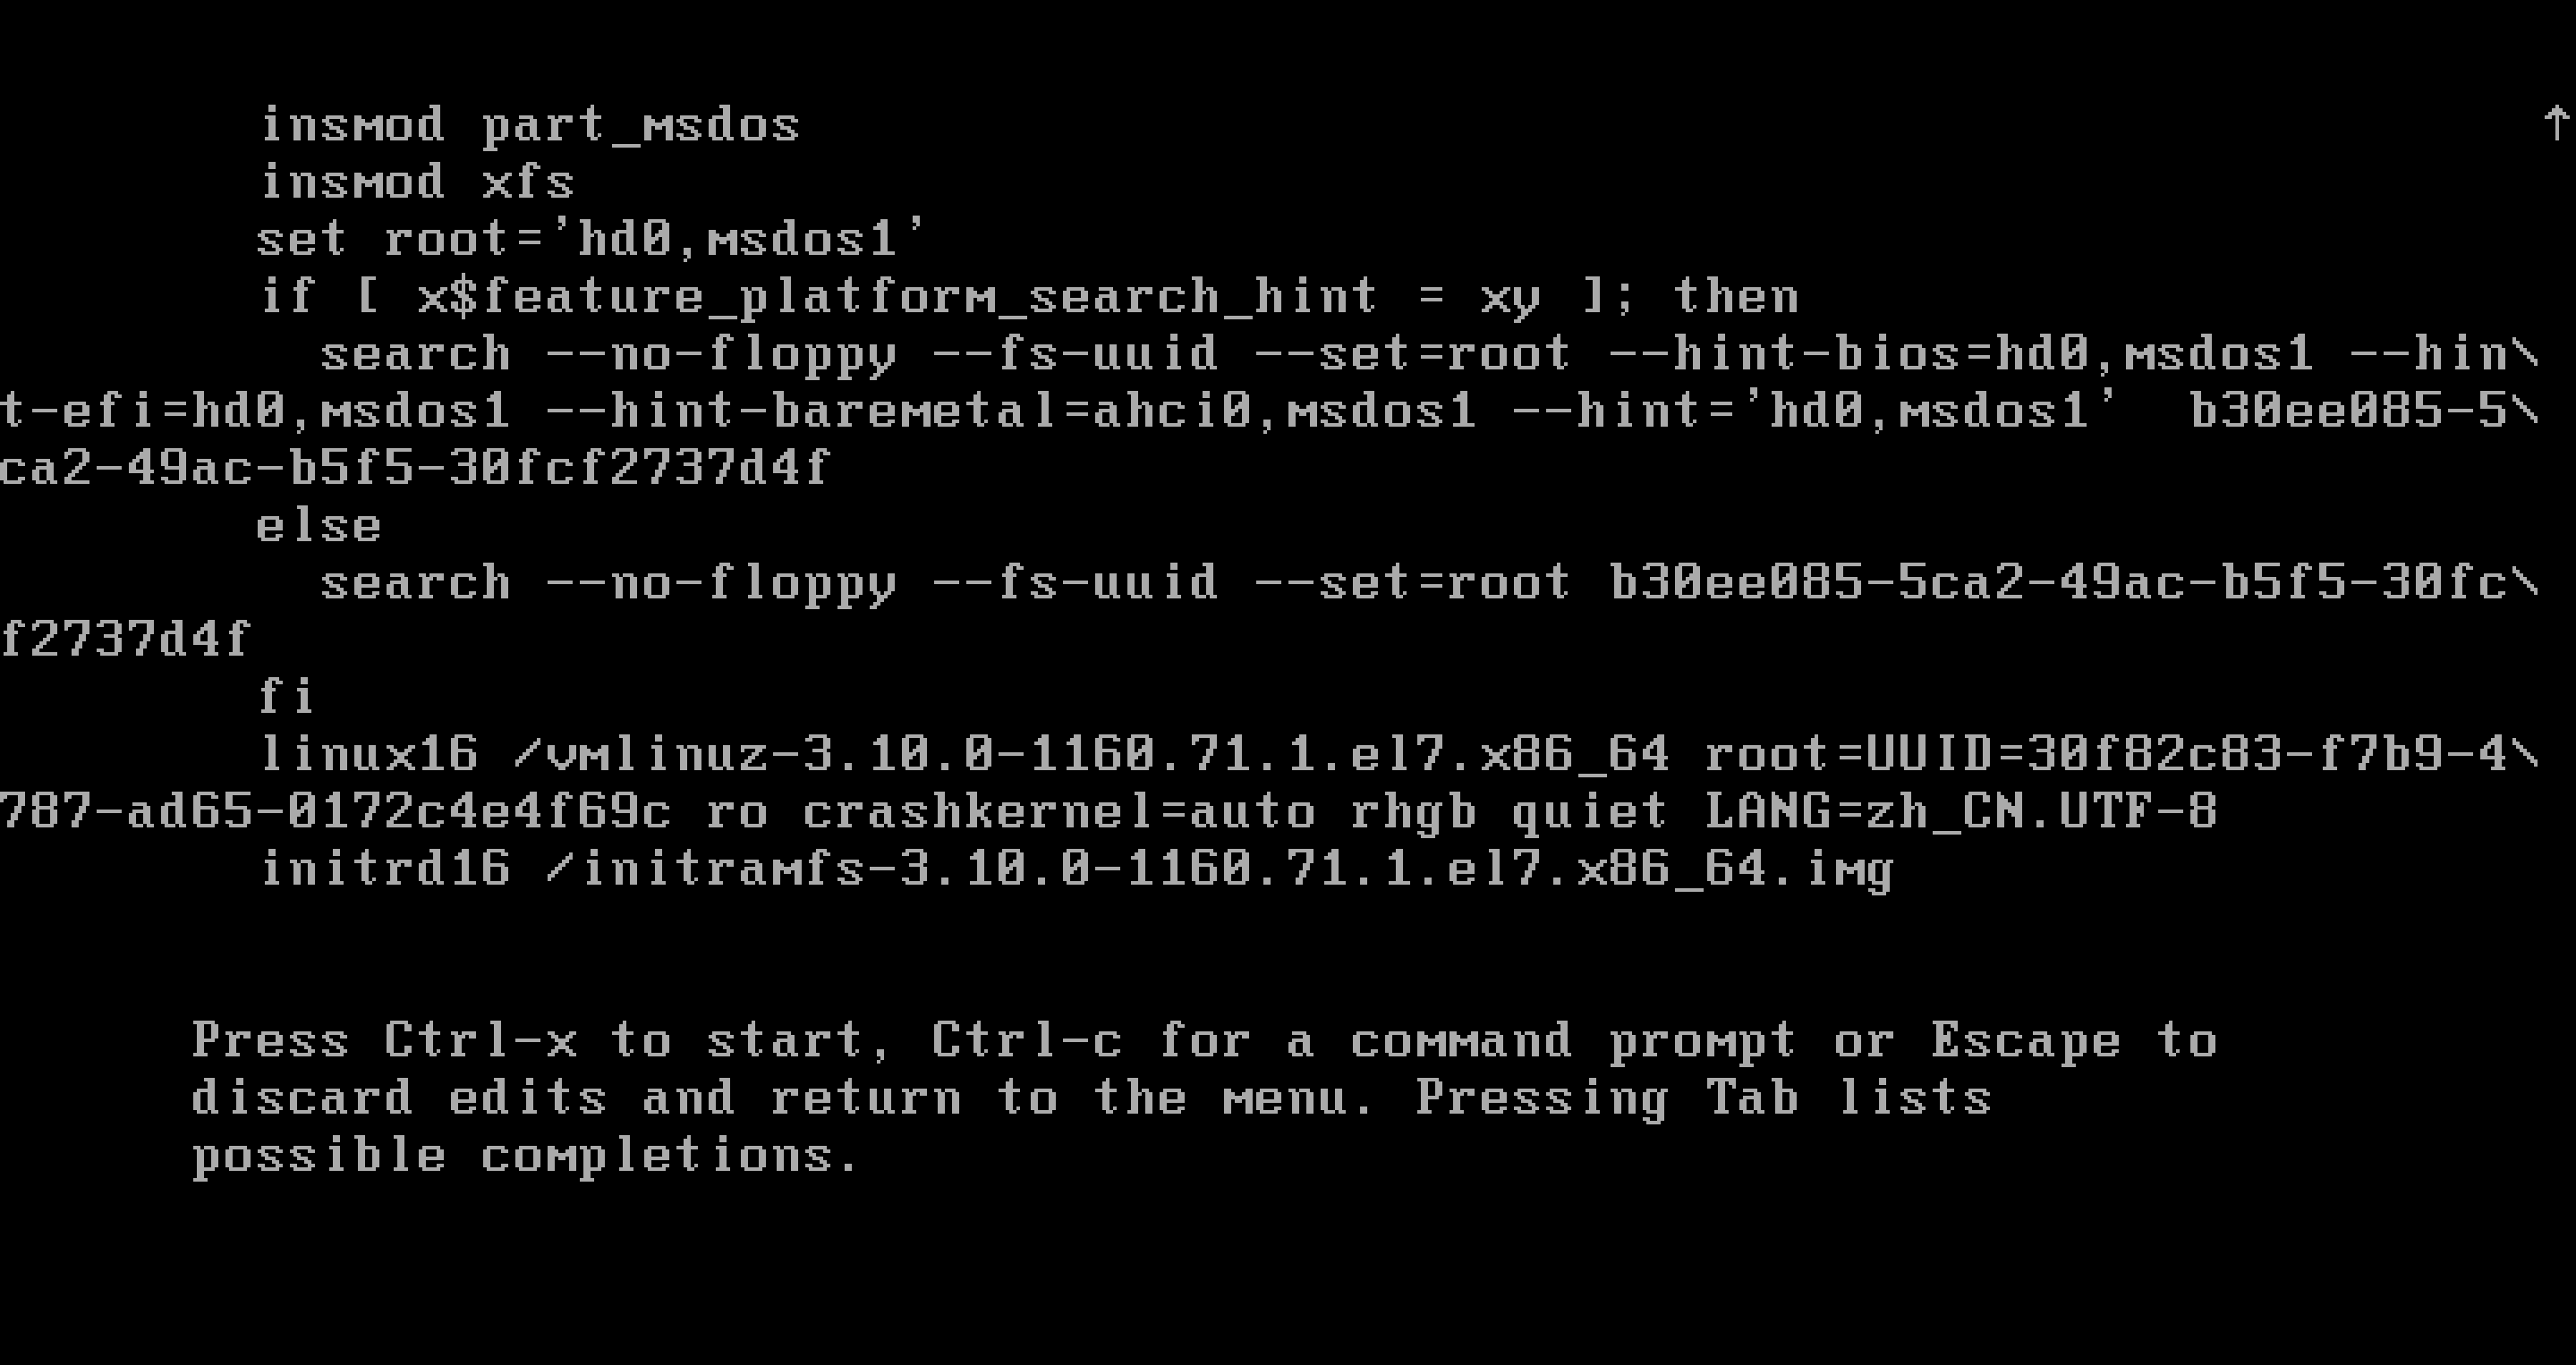 insmod part_msdos ↑
insmod xfs
set root='hd0,msdos1'
if [ x$feature_platform_search_hint = xy ]; then
search --no-floppy --fs-uuid --set=root --hint-bios=hd0,msdos1 --hin\
t-efi=hd0,msdos1 --hint-baremetal=ahci0,msdos1 --hint='hd0,msdos1'  b30ee085-5\
ca2-49ac-b5f5-30fcf2737d4f
else
search --no-floppy --fs-uuid --set=root b30ee085-5ca2-49ac-b5f5-30fc\
f2737d4f
fi
linux16 /vmlinuz-3.10.0-1160.71.1.el7.x86_64 root=UUID=30f82c83-f7b9-4\
787-ad65-0172c4e4f69c ro crashkernel=auto rhgb quiet LANG=zh_CN.UTF-8
initrd16 /initramfs-3.10.0-1160.71.1.el7.x86_64.img
Press Ctrl-x to start, Ctrl-c for a command prompt or Escape to
discard edits and return to the menu. Pressing Tab lists
possible completions.